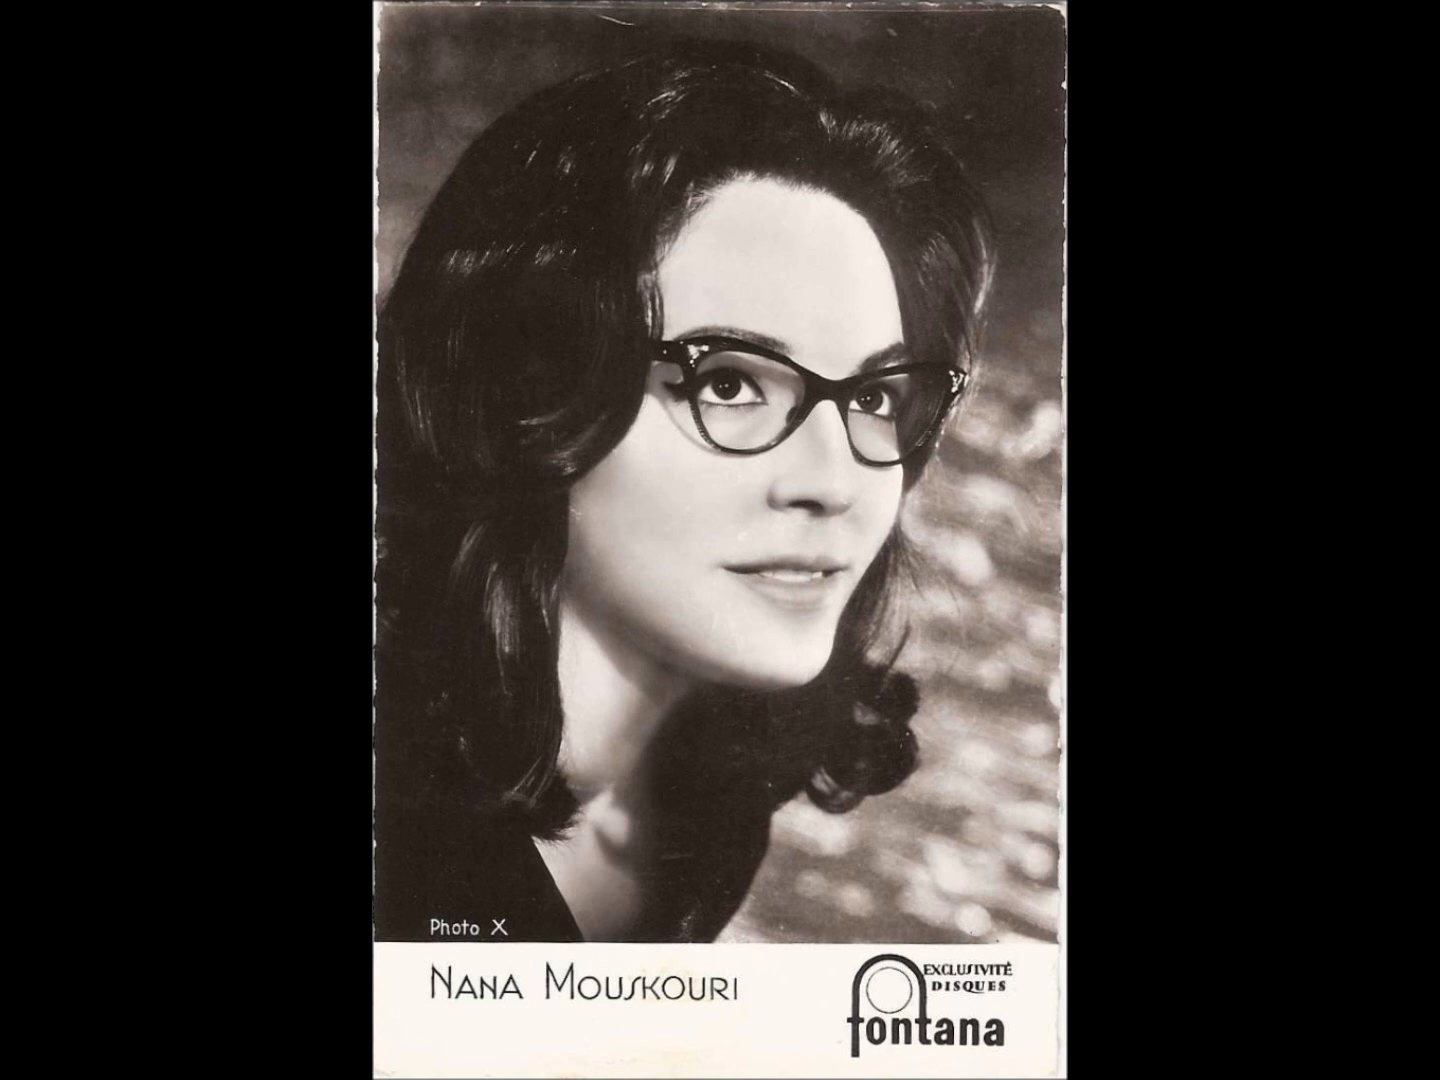 Photo X
NANA MOUSKOURI
EXCLUSIVITÉ
DISQUES
fontana